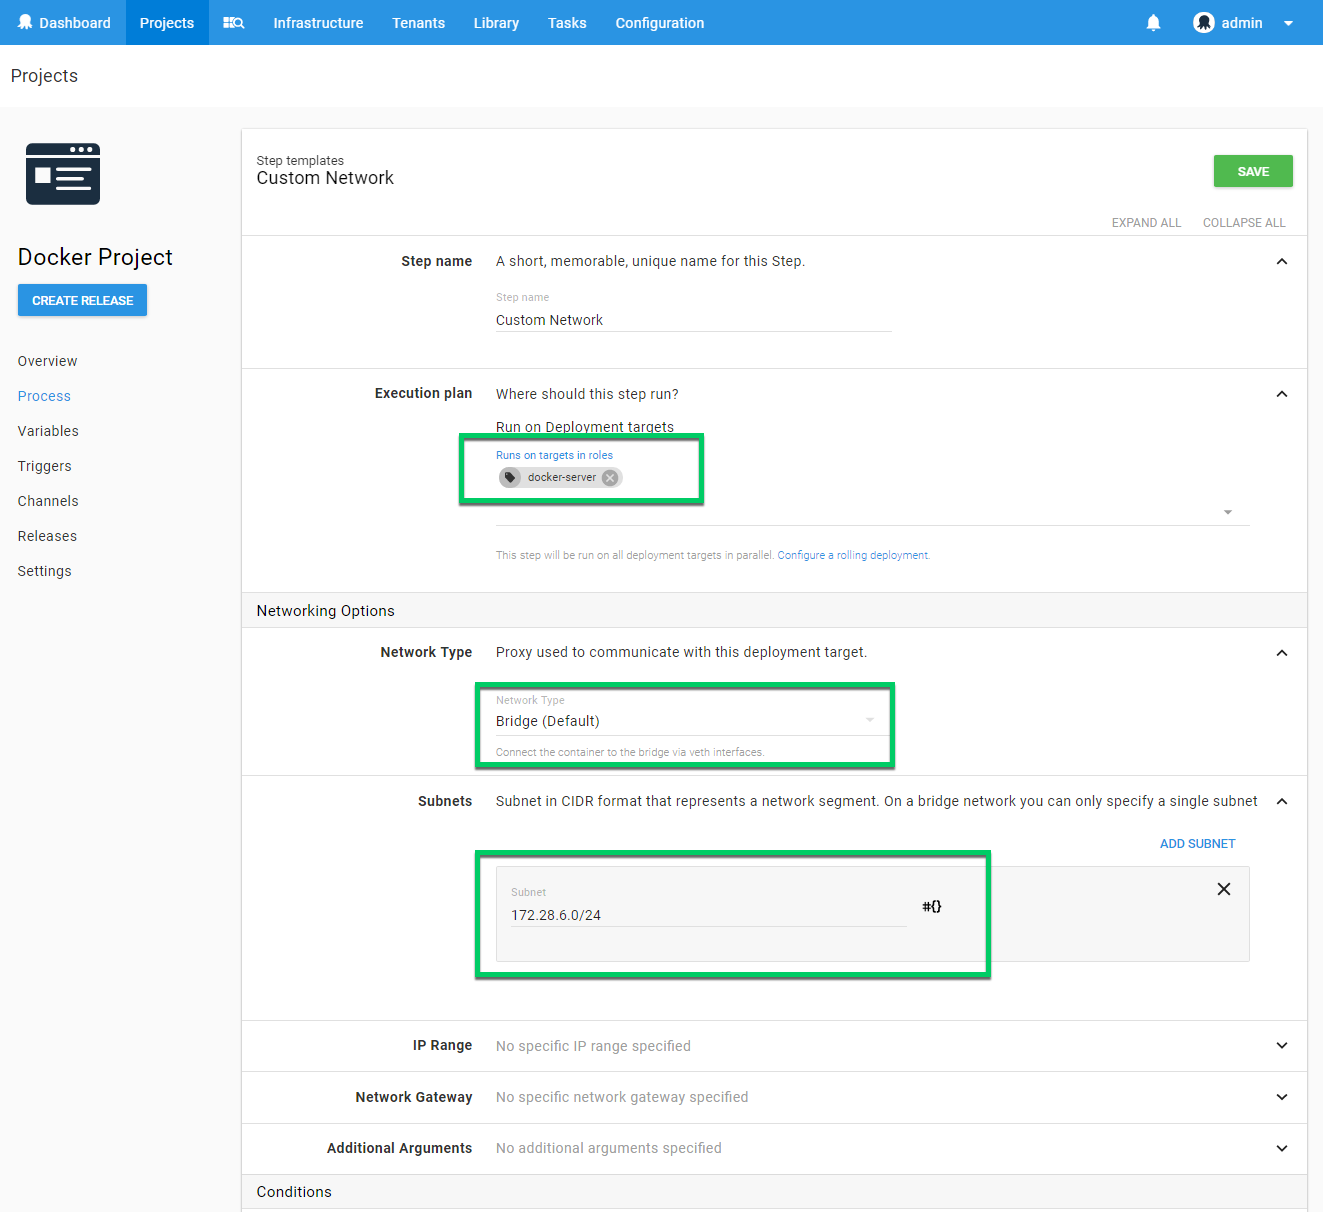 Dashboard Projects Infrastructure Tenants Library Tasks Configuration admin
Projects
Docker Project
CREATE RELEASE
Overview
Process
Variables
Triggers
Channels
Releases
Settings
Step templates
Custom Network
SAVE
EXPAND ALL COLLAPSE ALL
Step name A short, memorable, unique name for this Step.
Step name
Custom Network
Execution plan Where should this step run?
Run on Deployment targets
Runs on targets in roles
docker-server
This step will be run on all deployment targets in parallel. Configure a rolling deployment.
Networking Options
Network Type Proxy used to communicate with this deployment target.
Network Type
Bridge (Default)
Connect the container to the bridge via veth interfaces.
Subnets Subnet in CIDR format that represents a network segment. On a bridge network you can only specify a single subnet
ADD SUBNET
Subnet
172.28.6.0/24 #{}
IP Range No specific IP range specified
Network Gateway No specific network gateway specified
Additional Arguments No additional arguments specified
Conditions